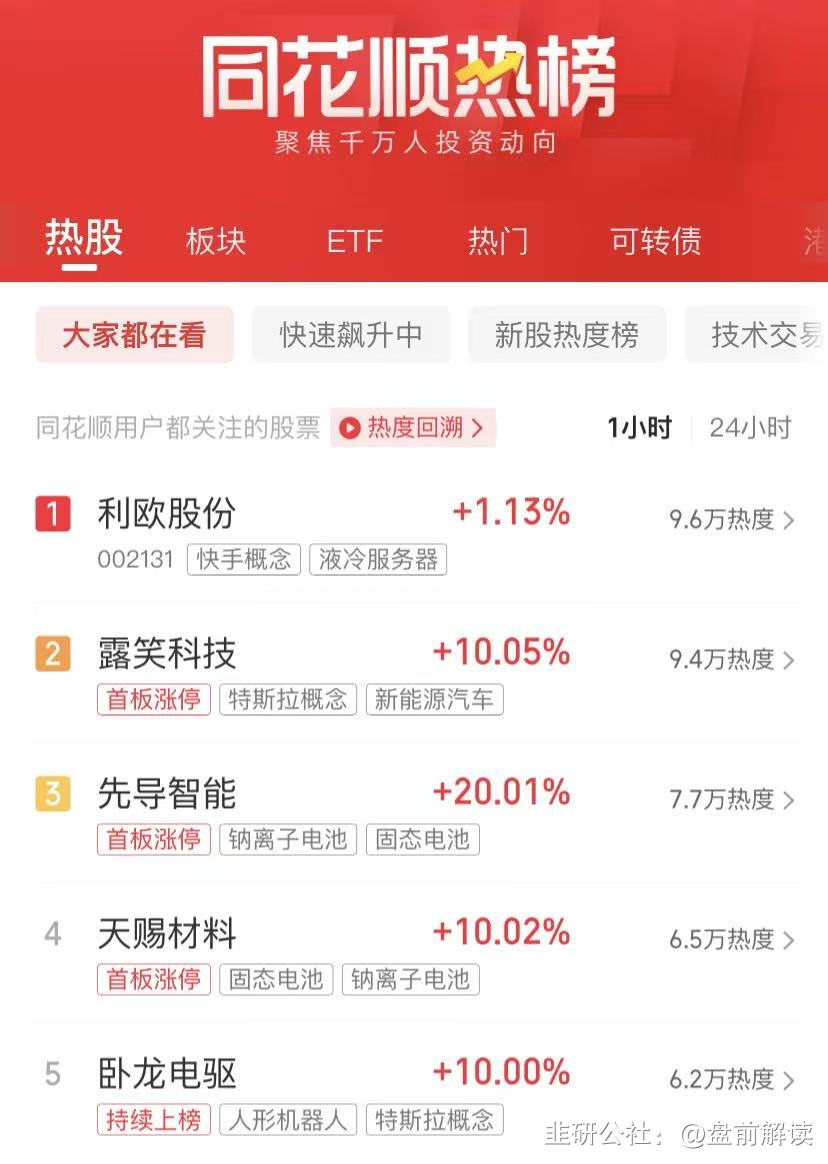 同花顺热榜
聚焦千万人投资动向
热股 板块 ETF 热门 可转债 港
大家都在看 快速飙升中 新股热度榜 技术交易
同花顺用户都关注的股票 热度回溯 1小时 24小时
1 利欧股份 +1.13% 9.6万热度
002131 快手概念 液冷服务器
2 露笑科技 +10.05% 9.4万热度
首板涨停 特斯拉概念 新能源汽车
3 先导智能 +20.01% 7.7万热度
首板涨停 钠离子电池 固态电池
4 天赐材料 +10.02% 6.5万热度
首板涨停 固态电池 钠离子电池
5 卧龙电驱 +10.00% 6.2万热度
持续上榜 人形机器人 特斯拉概念
韭研公社：@盘前解读